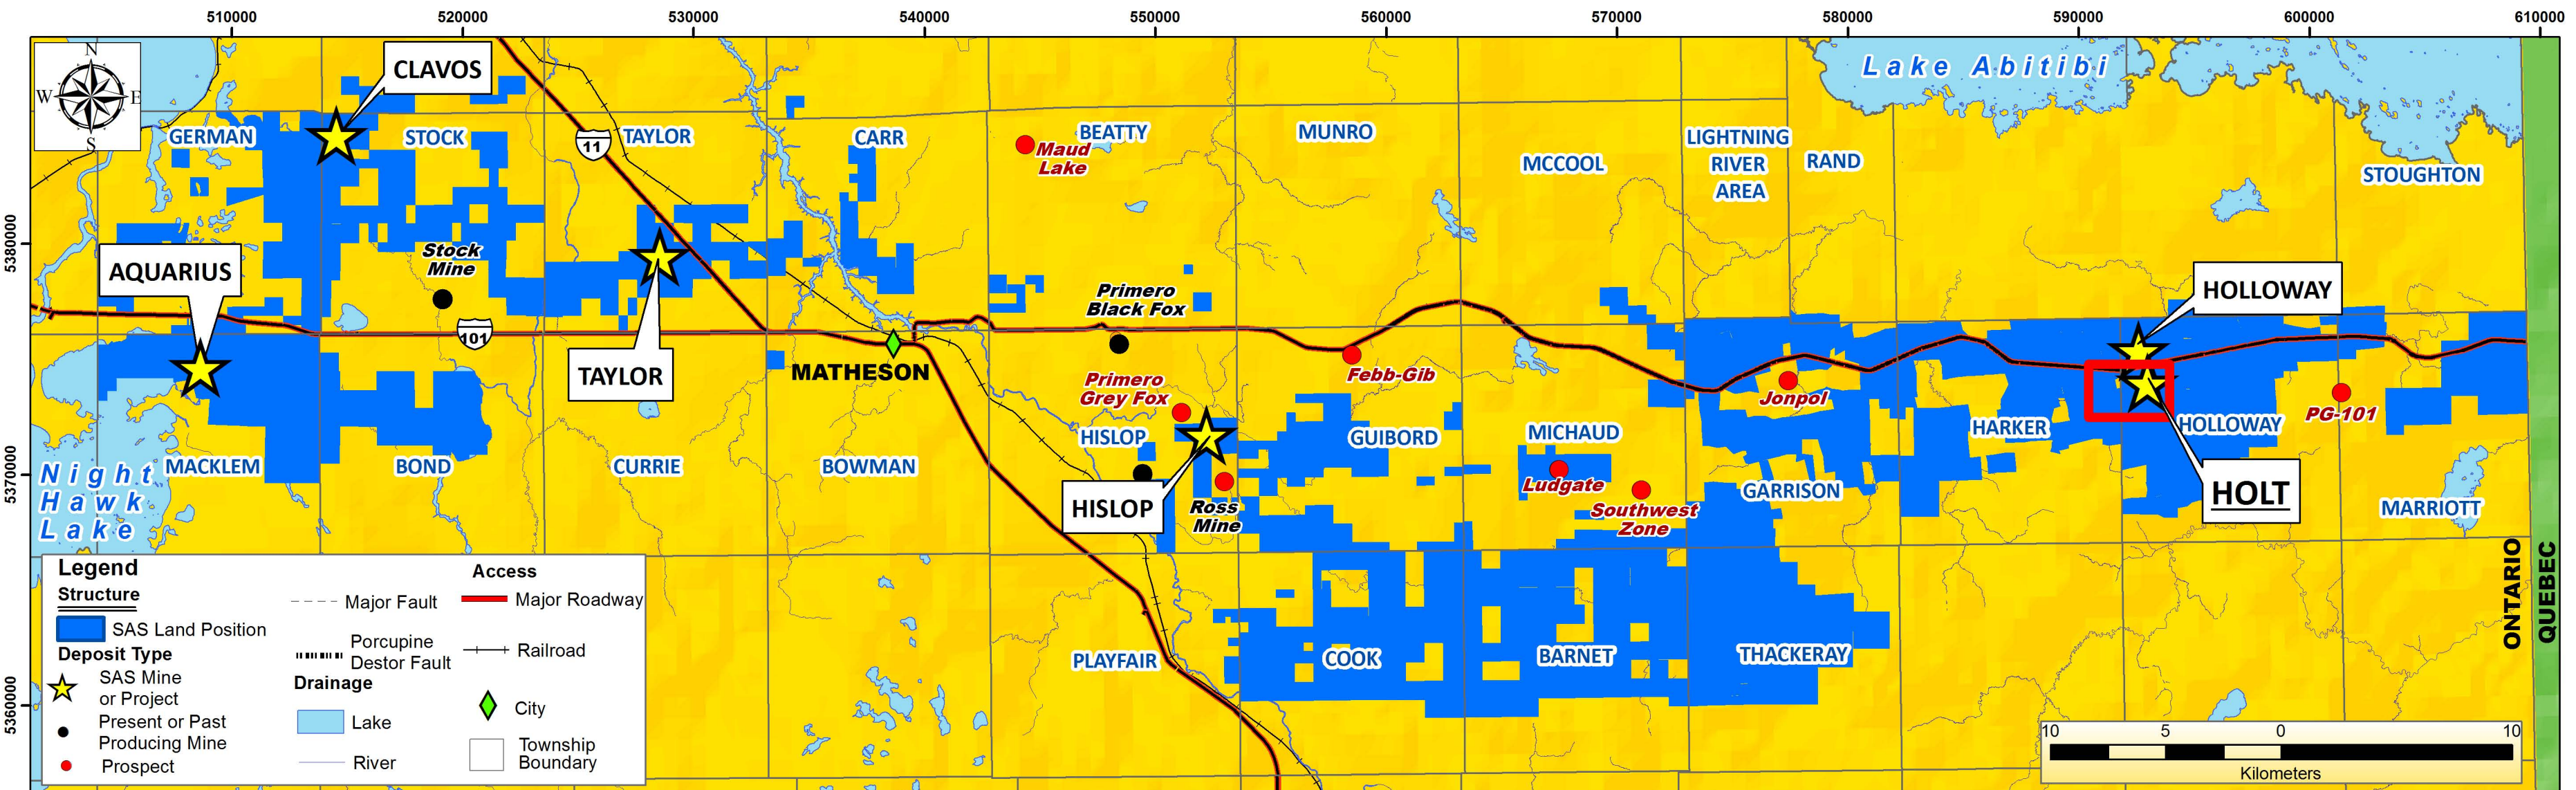 510000 520000 530000 540000 550000 560000 570000 580000 590000 600000 610000
N
W E
S
CLAVOS
Lake Abitibi
GERMAN STOCK 11 TAYLOR CARR BEATTY MUNRO
Maud
Lake
MCCOOL
LIGHTNING
RIVER
AREA
RAND
STOUGHTON
5380000
AQUARIUS
Stock
Mine
101
TAYLOR
MATHESON
Primero
Black Fox
Primero
Grey Fox
Febb-Gib
Jonpol
HOLLOWAY
PG-101
HISLOP GUIBORD MICHAUD HARKER HOLLOWAY
5370000
Night
Hawk
Lake
MACKLEM BOND CURRIE BOWMAN
HISLOP
Ross
Mine
Ludgate
Southwest
Zone
GARRISON
HOLT
MARRIOTT
ONTARIO
QUEBEC
5360000
PLAYFAIR COOK BARNET THACKERAY
Legend
Structure
SAS Land Position
Deposit Type
SAS Mine
or Project
Present or Past
Producing Mine
Prospect
Major Fault
Porcupine
Destor Fault
Drainage
Lake
River
Access
Major Roadway
Railroad
City
Township
Boundary
10 5 0 10
Kilometers